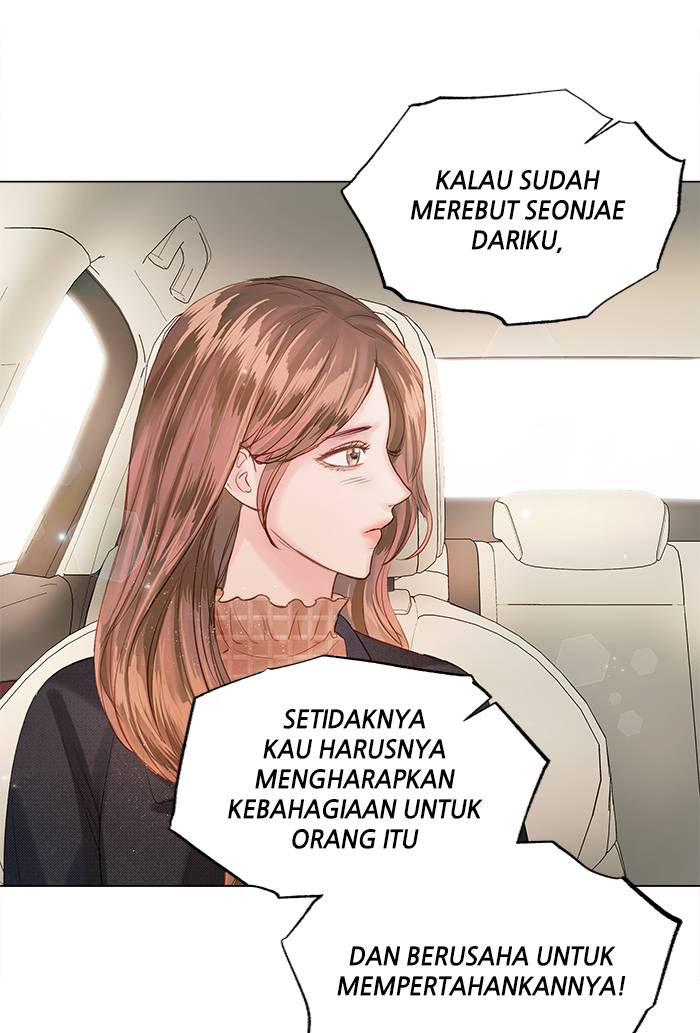 KALAU SUDAH
MEREBUT SEONJAE
DARIKU,
SETIDAKNYA
KAU HARUSNYA
MENGHARAPKAN
KEBAHAGIAAN UNTUK
ORANG ITU
DAN BERUSAHA UNTUK
MEMPERTAHANKANNYA!